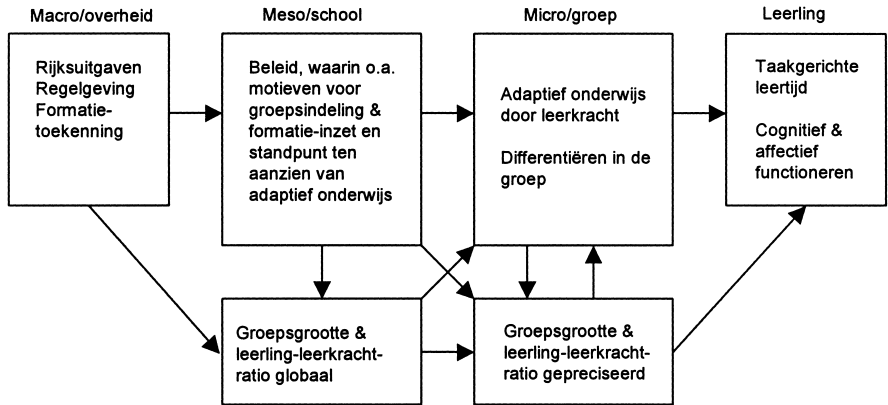 Macro/overheid
Rijksuitgaven
Regelgeving
Formatie-
toekenning
Meso/school
Beleid, waarin o.a.
motieven voor
groepsindeling &
formatie-inzet en
standpunt ten
aanzien van
adaptief onderwijs
Micro/groep
Adaptief onderwijs
door leerkracht
Differentiëren in de
groep
Leerling
Taakgerichte
leertijd
Cognitief &
affectief
functioneren
Groepsgrootte &
leerling-leerkracht-
ratio globaal
Groepsgrootte &
leerling-leerkracht-
ratio gepreciseerd